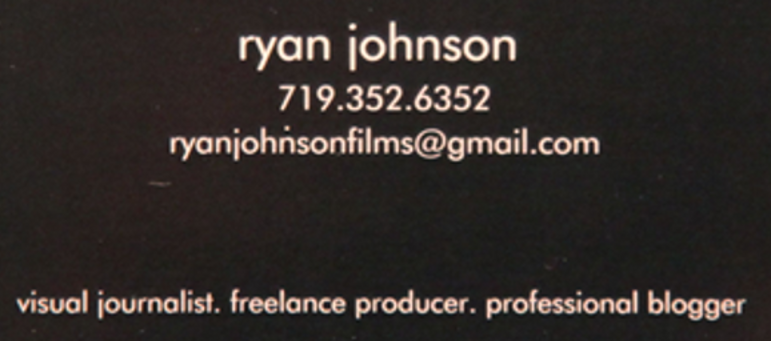 ryan johnson
719.352.6352
ryanjohnsonfilms@gmail.com
visual journalist. freelance producer. professional blogger